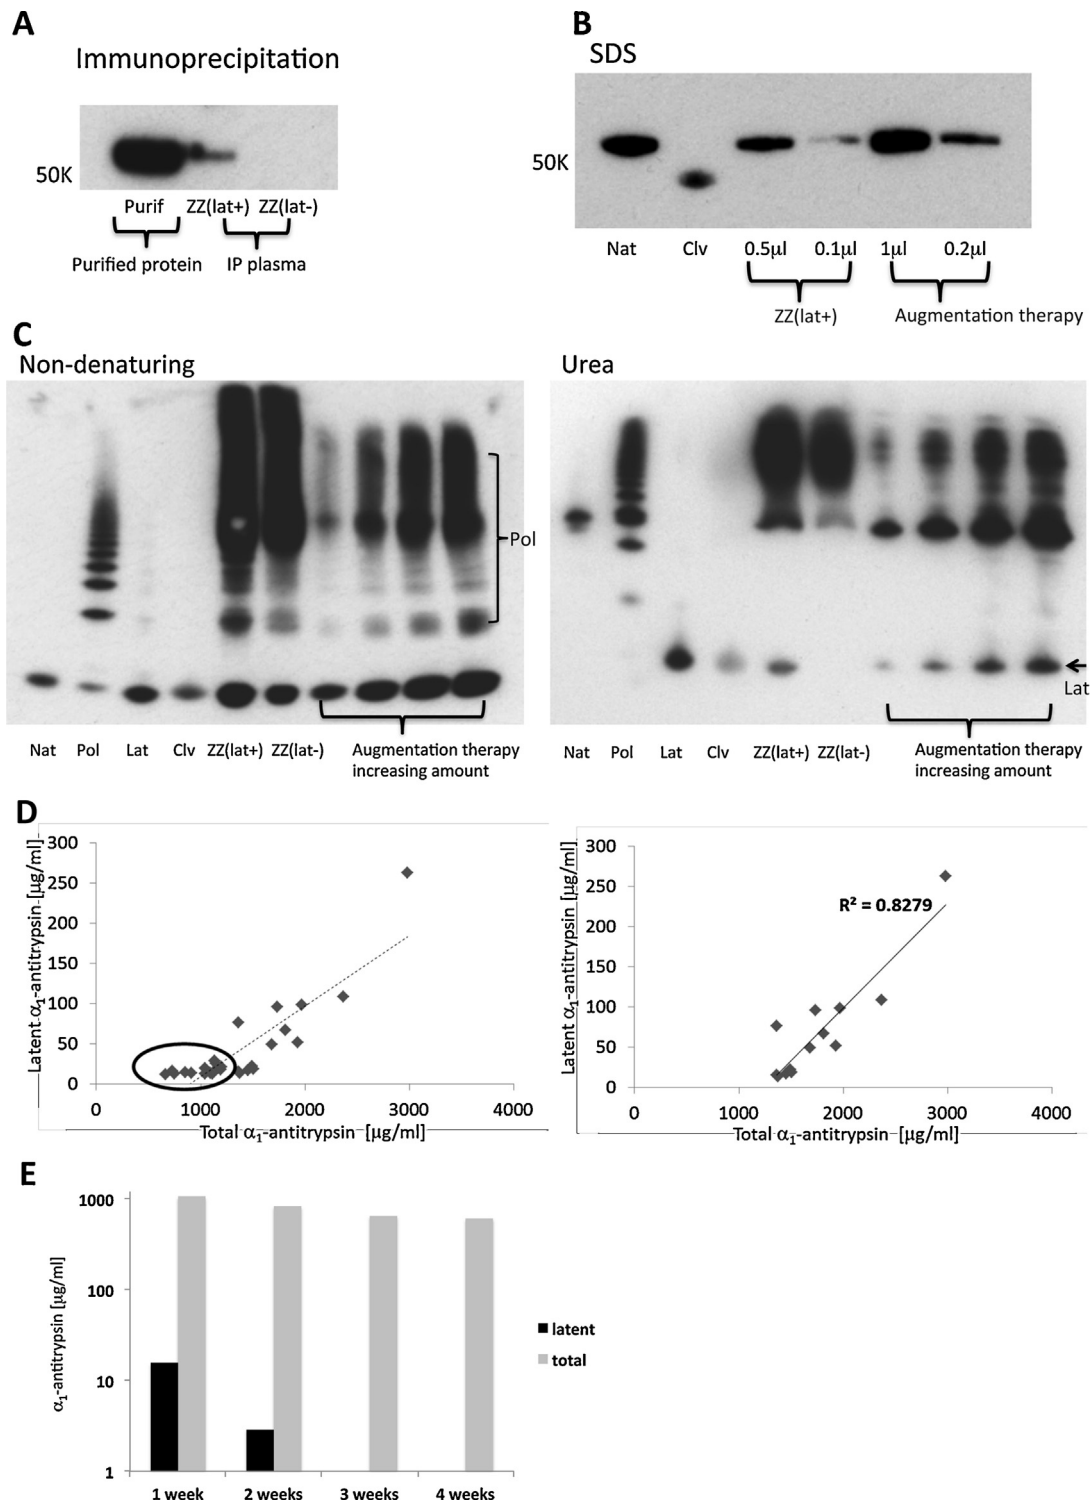 A
Immunoprecipitation
50K
Purif ZZ(lat+) ZZ(lat-)
Purified protein IP plasma
B
SDS
50K
Nat Clv 0.5µl 0.1µl 1µl 0.2µl
ZZ(lat+) Augmentation therapy
C
Non-denaturing
Pol
Nat Pol Lat Clv ZZ(lat+) ZZ(lat-) Augmentation therapy
increasing amount
Urea
Lat
Nat Pol Lat Clv ZZ(lat+) ZZ(lat-) Augmentation therapy
increasing amount
D
Latent α₁-antitrypsin [µg/ml]
300
250
200
150
100
50
0
0 1000 2000 3000 4000
Total α₁-antitrypsin [µg/ml]
Latent α₁-antitrypsin [µg/ml]
300
250
200
150
100
50
0
R² = 0.8279
0 1000 2000 3000 4000
Total α₁-antitrypsin [µg/ml]
E
α₁-antitrypsin [µg/ml]
1000
100
10
1
latent
total
1 week 2 weeks 3 weeks 4 weeks